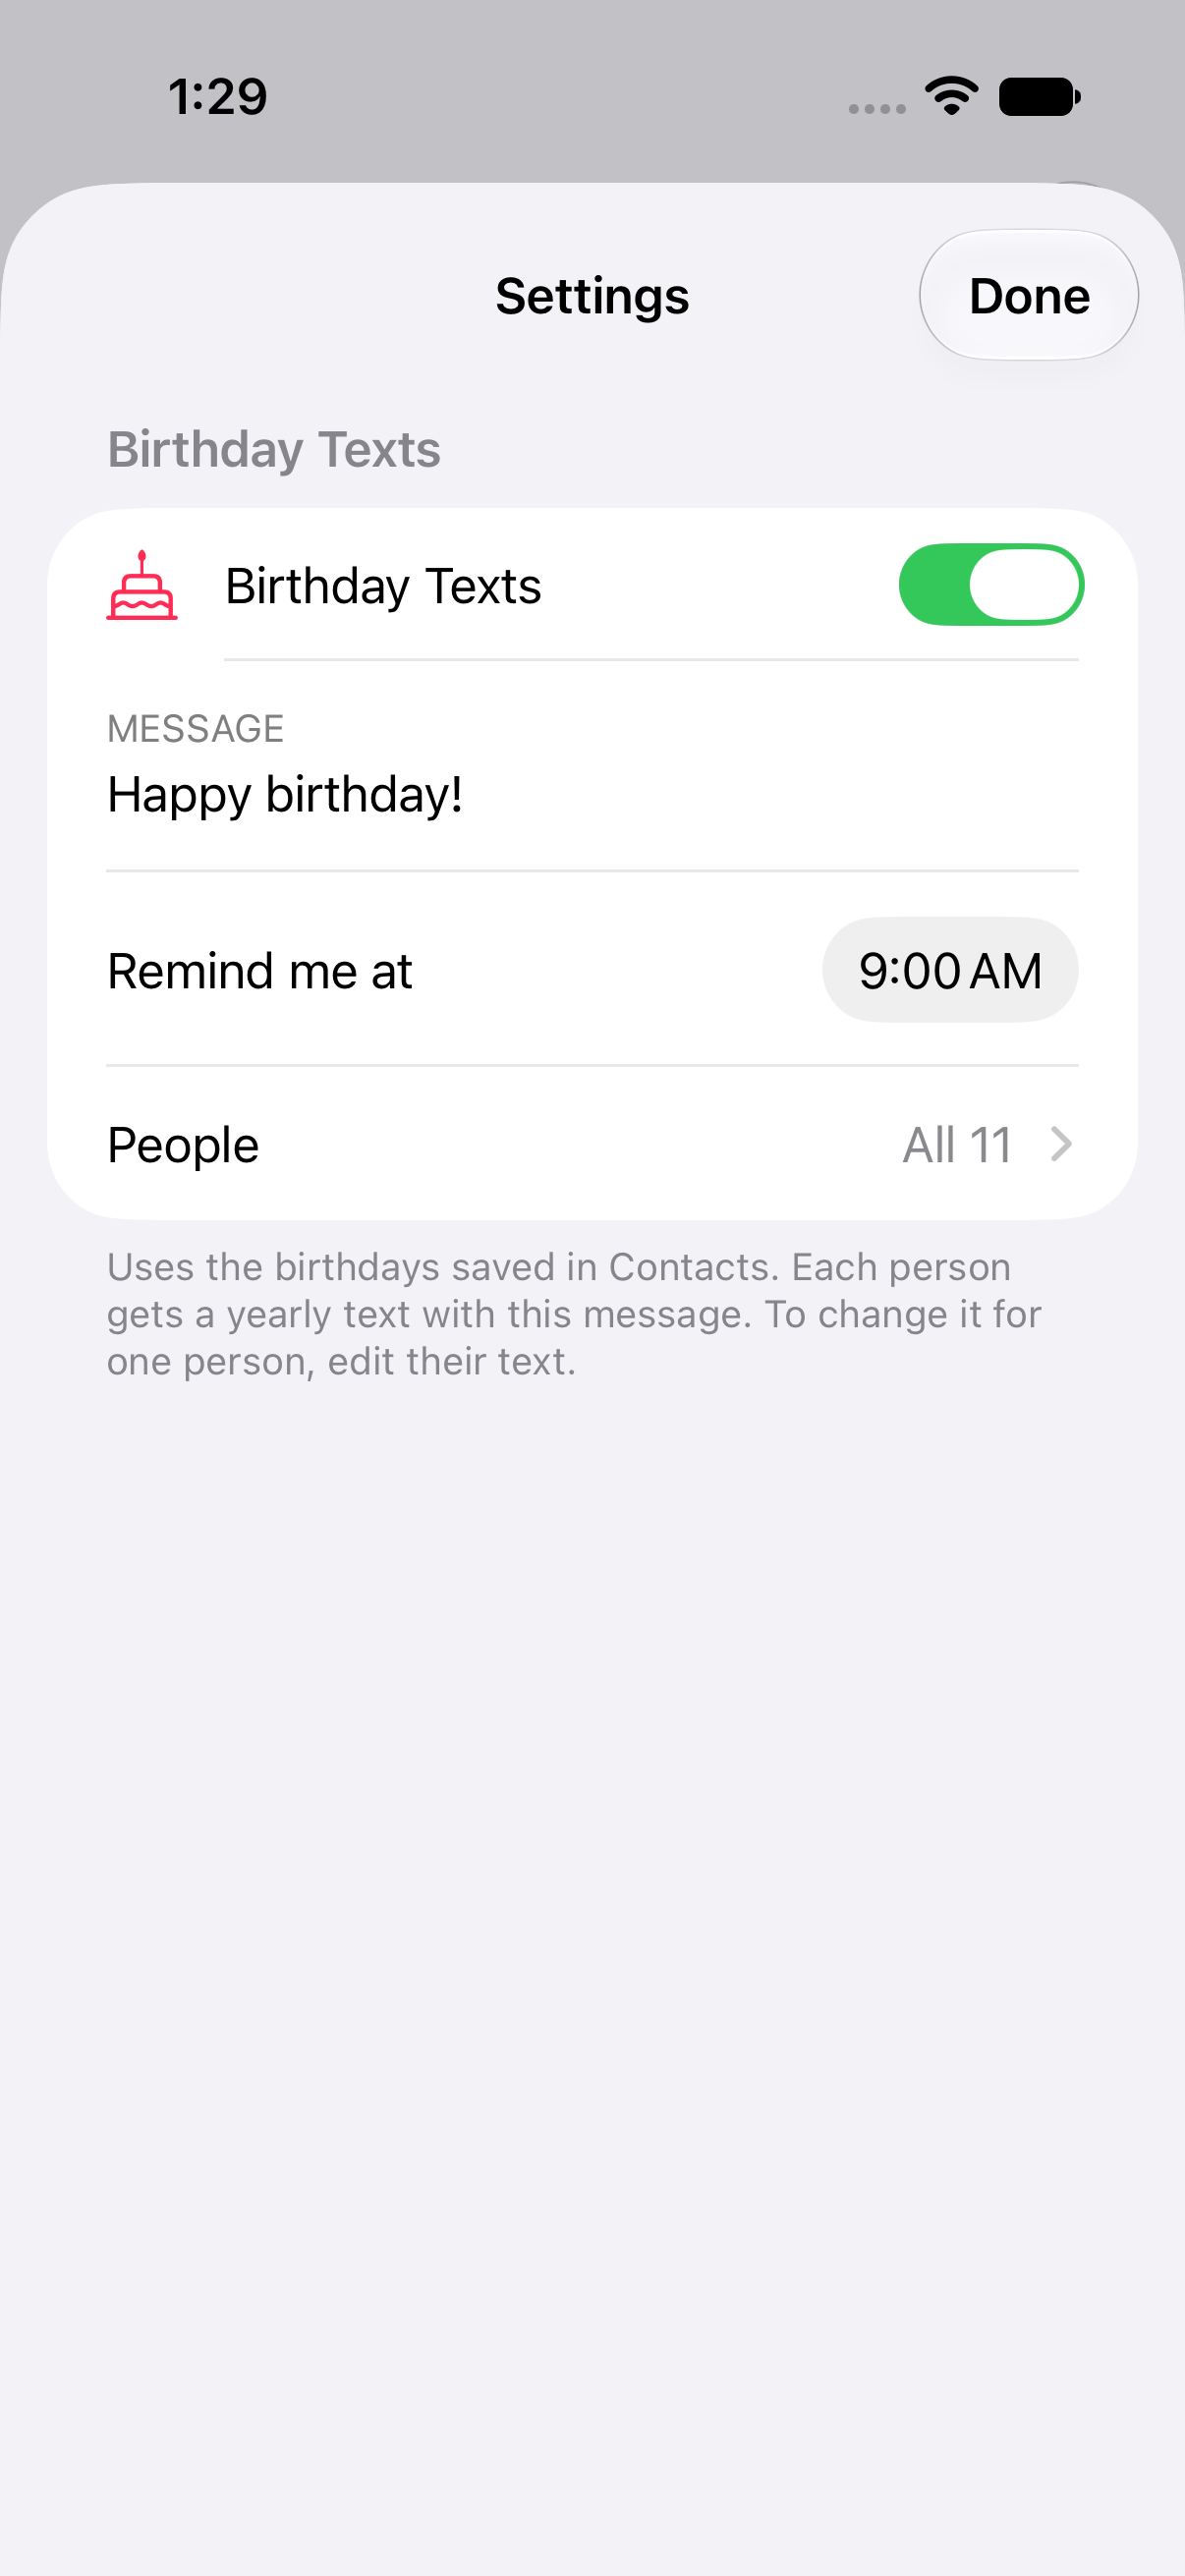 1:29
Settings
Done
Birthday Texts
Birthday Texts
MESSAGE
Happy birthday!
Remind me at
9:00 AM
People
All 11
Uses the birthdays saved in Contacts. Each person
gets a yearly text with this message. To change it for
one person, edit their text.